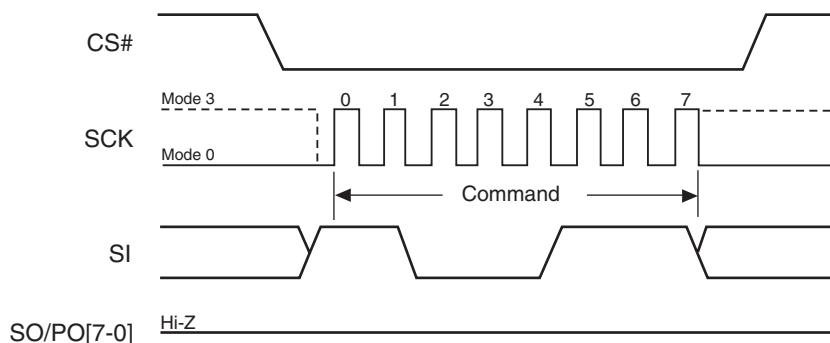 CS#
Mode 3
0 1 2 3 4 5 6 7
SCK
Mode 0
Command
SI
Hi-Z
SO/PO[7-0]